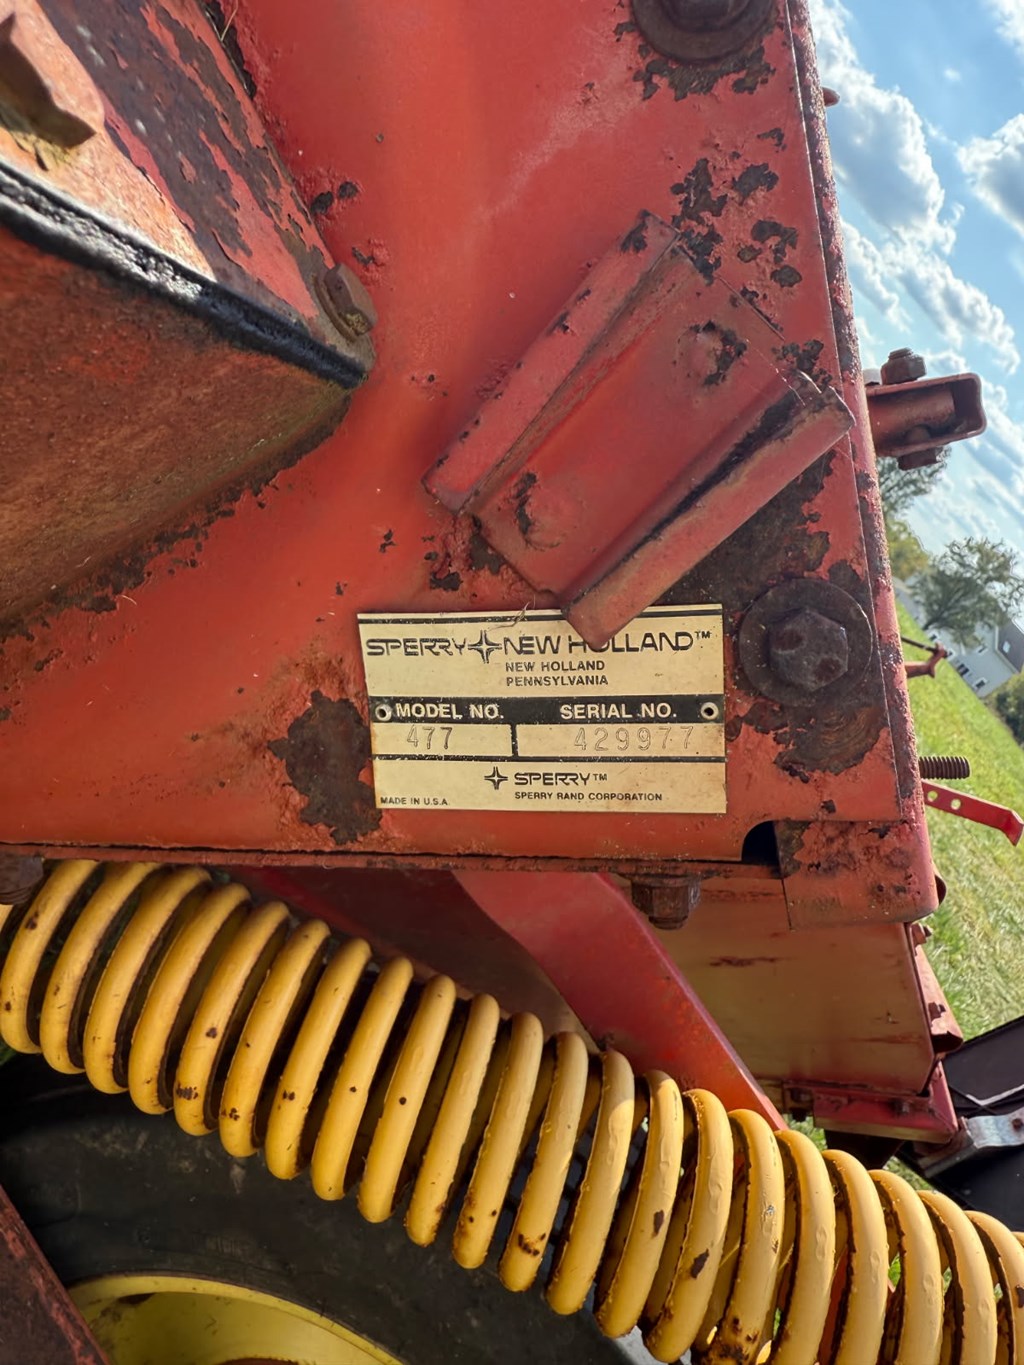 SPERRY NEW HOLLAND™
NEW HOLLAND
PENNSYLVANIA
MODEL NO. SERIAL NO.
477 429977
SPERRY™
SPERRY RAND CORPORATION
MADE IN U.S.A.